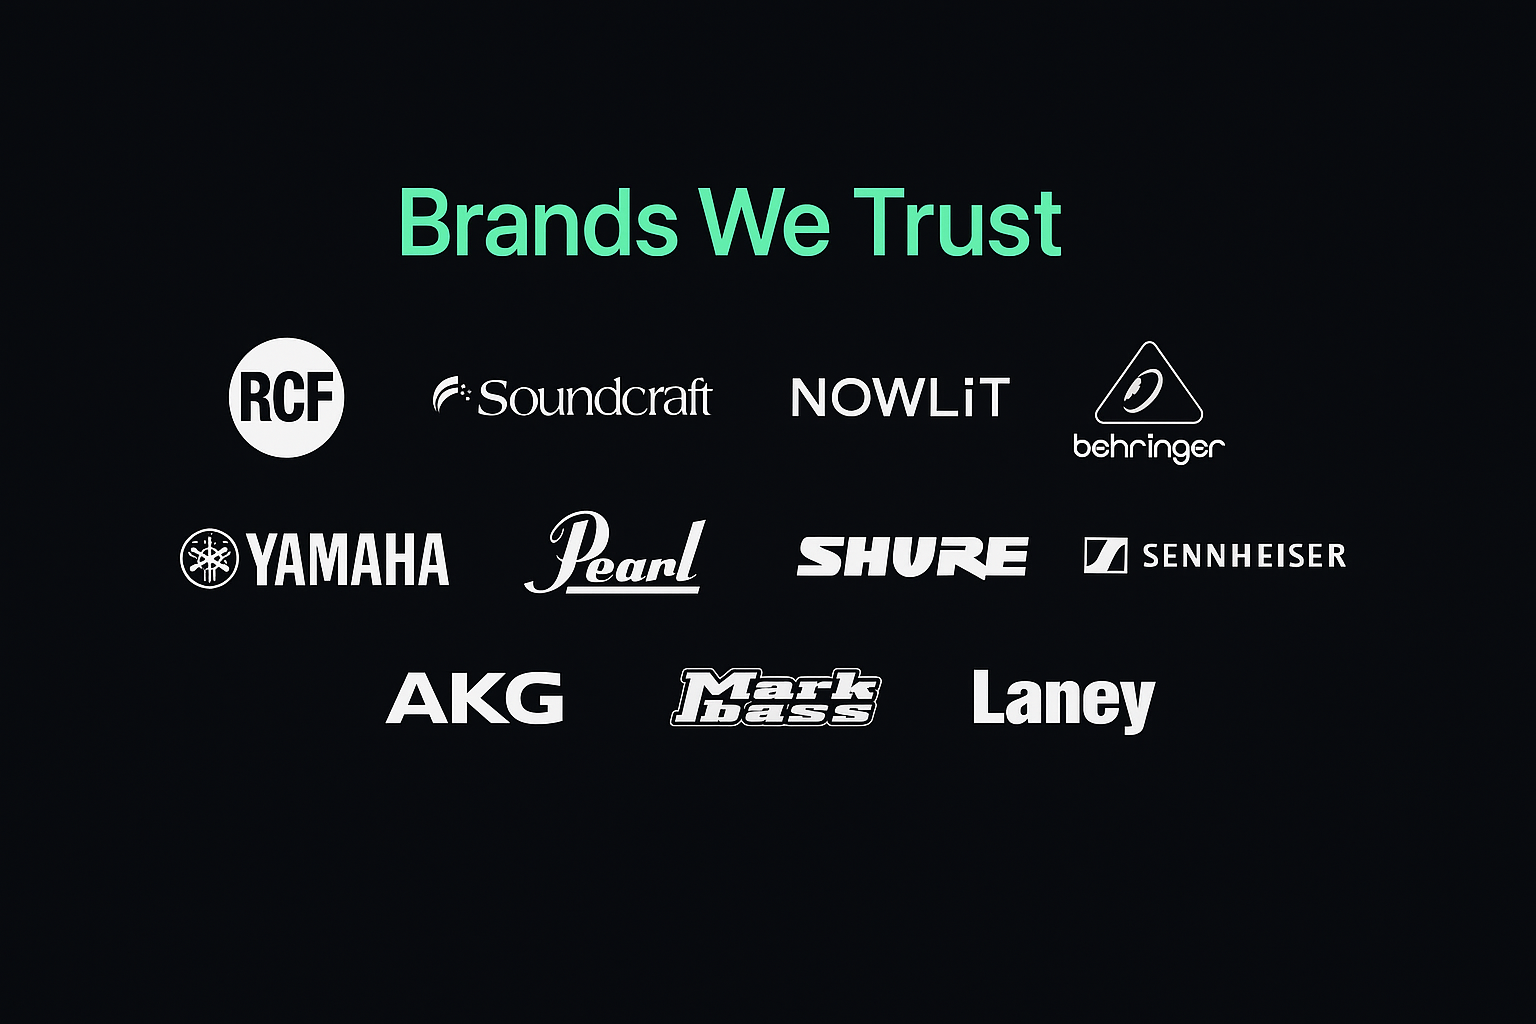 Brands We Trust
RCF Soundcraft NOWLiT behringer
YAMAHA Pearl SHURE SENNHEISER
AKG Mark bass Laney